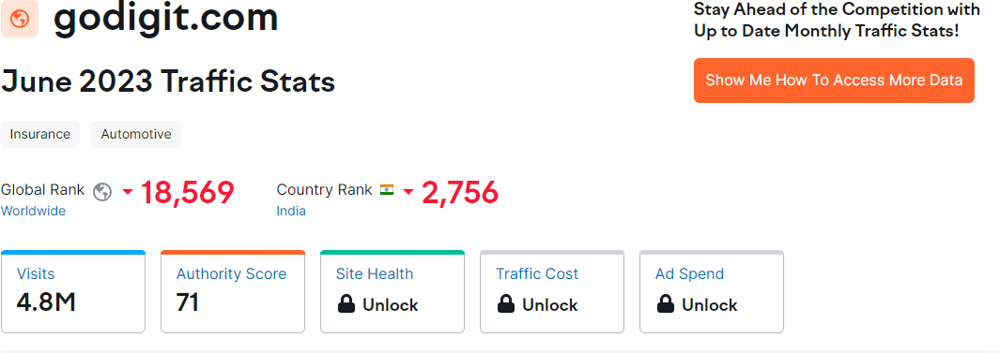 godigit.com
Stay Ahead of the Competition with
Up to Date Monthly Traffic Stats!
June 2023 Traffic Stats
Show Me How To Access More Data
Insurance Automotive
Global Rank 18,569 Country Rank 2,756
Worldwide India
Visits Authority Score Site Health Traffic Cost Ad Spend
4.8M 71 Unlock Unlock Unlock